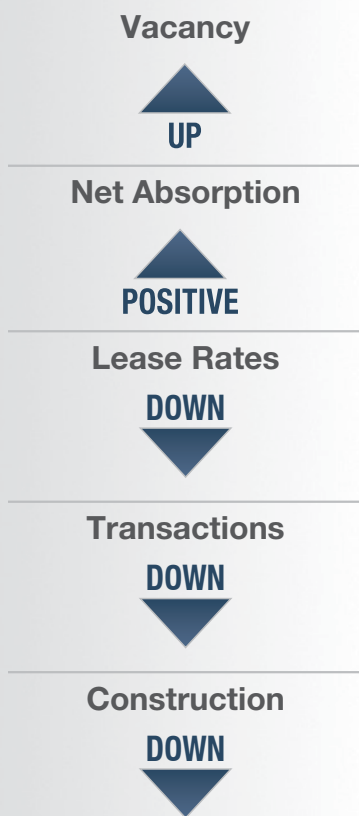 Vacancy
UP
Net Absorption
POSITIVE
Lease Rates
DOWN
Transactions
DOWN
Construction
DOWN